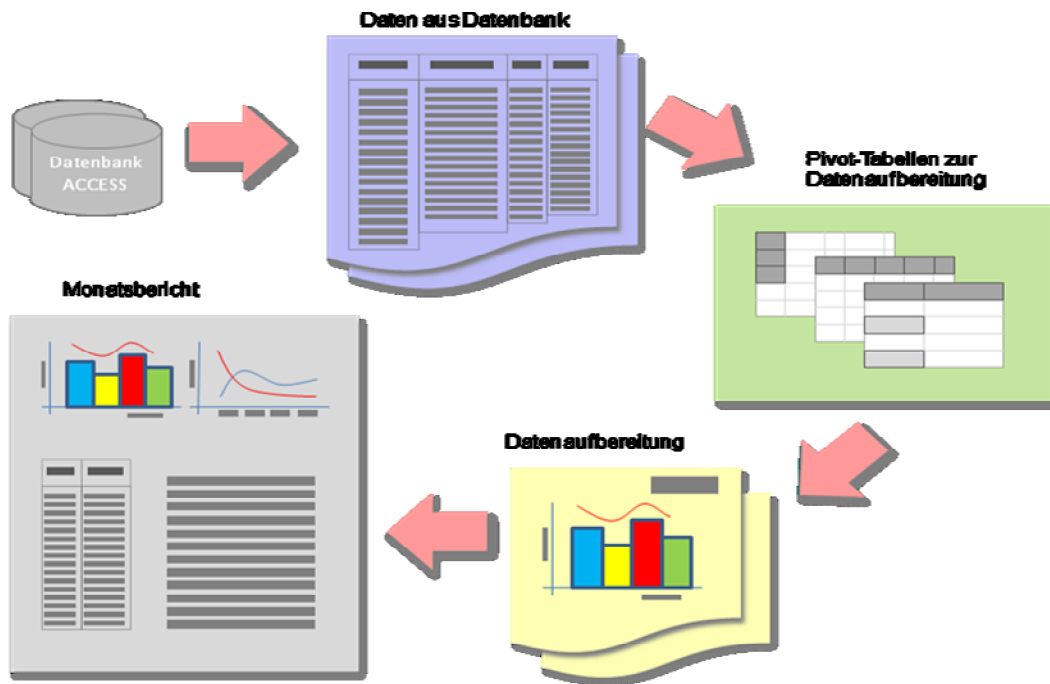 Daten aus Datenbank
Datenbank
ACCESS
Pivot-Tabellen zur
Datenaufbereitung
Monatsbericht
Datenaufbereitung